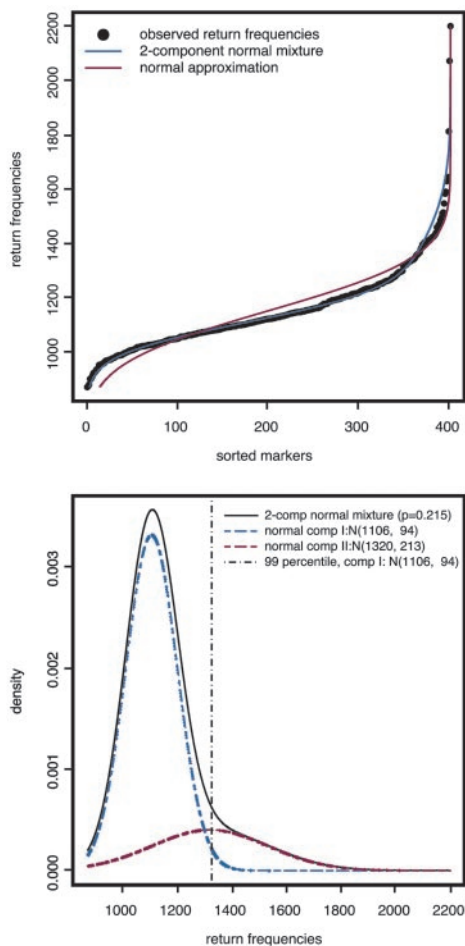 observed return frequencies
2-component normal mixture
normal approximation
2200
2000
1800
1600
1400
1200
1000
return frequencies
0
100
200
300
400
sorted markers
2-comp normal mixture (p=0.215)
normal comp I:N(1106, 94)
normal comp II:N(1320, 213)
99 percentile, comp I: N(1106, 94)
0.003
0.002
0.001
0.000
density
1000
1200
1400
1600
1800
2000
2200
return frequencies